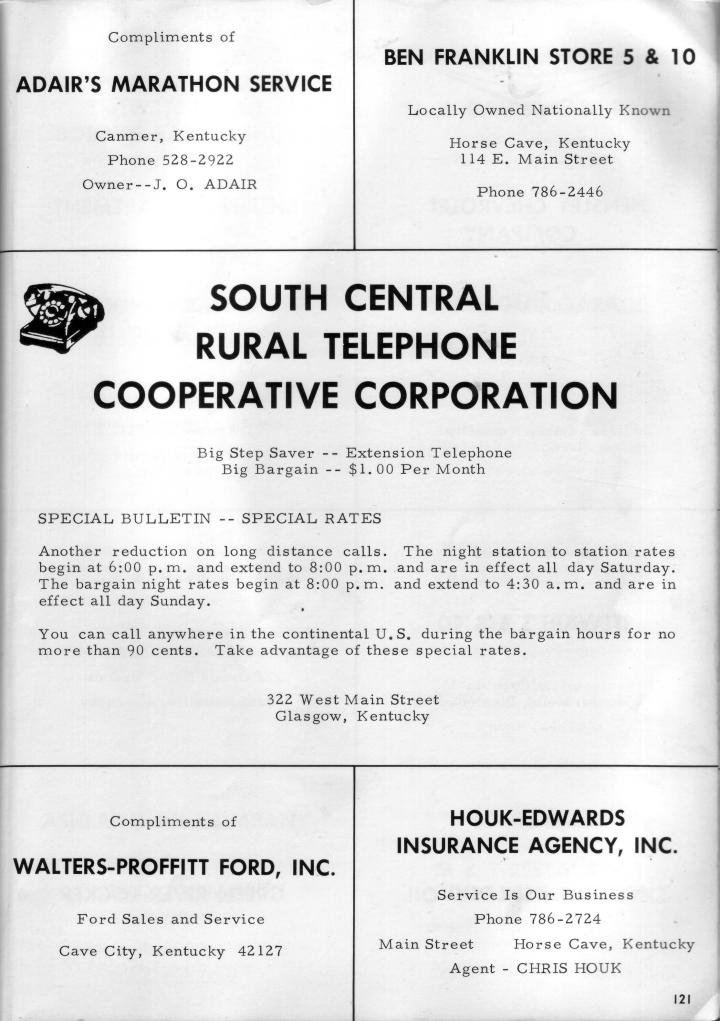 Compliments of
ADAIR'S MARATHON SERVICE
Canmer, Kentucky
Phone 528-2922
Owner--J. O. ADAIR
BEN FRANKLIN STORE 5 & 10
Locally Owned Nationally Known
Horse Cave, Kentucky
114 E. Main Street
Phone 786-2446
SOUTH CENTRAL
RURAL TELEPHONE
COOPERATIVE CORPORATION
Big Step Saver -- Extension Telephone
Big Bargain -- $1.00 Per Month
SPECIAL BULLETIN -- SPECIAL RATES
Another reduction on long distance calls. The night station to station rates
begin at 6:00 p.m. and extend to 8:00 p.m. and are in effect all day Saturday.
The bargain night rates begin at 8:00 p.m. and extend to 4:30 a.m. and are in
effect all day Sunday.
You can call anywhere in the continental U.S. during the bargain hours for no
more than 90 cents. Take advantage of these special rates.
322 West Main Street
Glasgow, Kentucky
Compliments of
WALTERS-PROFFITT FORD, INC.
Ford Sales and Service
Cave City, Kentucky 42127
HOUK-EDWARDS
INSURANCE AGENCY, INC.
Service Is Our Business
Phone 786-2724
Main Street Horse Cave, Kentucky
Agent - CHRIS HOUK
121